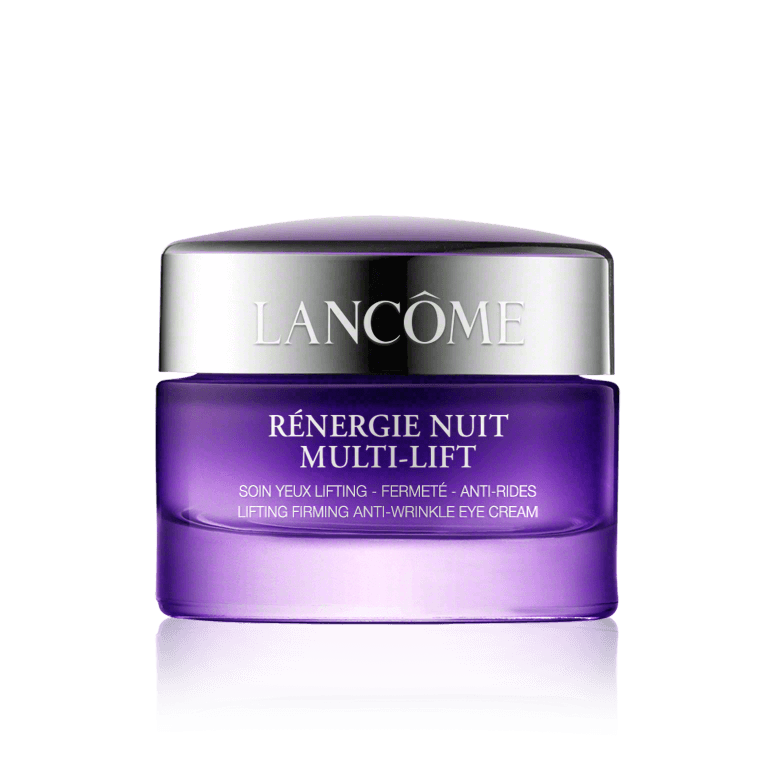 LANCÔME
RÉNERGIE NUIT
MULTI-LIFT
SOIN YEUX LIFTING - FERMETÉ - ANTI-RIDES
LIFTING FIRMING ANTI-WRINKLE EYE CREAM